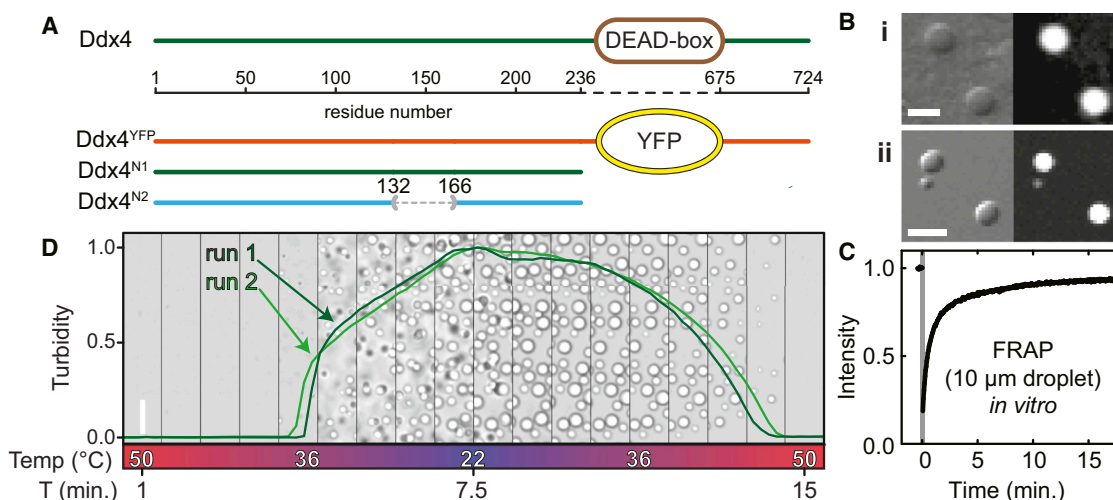 A
Ddx4
DEAD-box
1 50 100 150 200 236 675 724
residue number
Ddx4YFP
YFP
Ddx4N1
132 166
Ddx4N2
B
i
ii
C
1.0
0.5
0.0
Intensity
FRAP
(10 µm droplet)
in vitro
0 5 10 15
Time (min.)
D
1.0
0.5
0.0
Turbidity
run 1
run 2
Temp (°C) 50 36 22 36 50
T (min.) 1 7.5 15